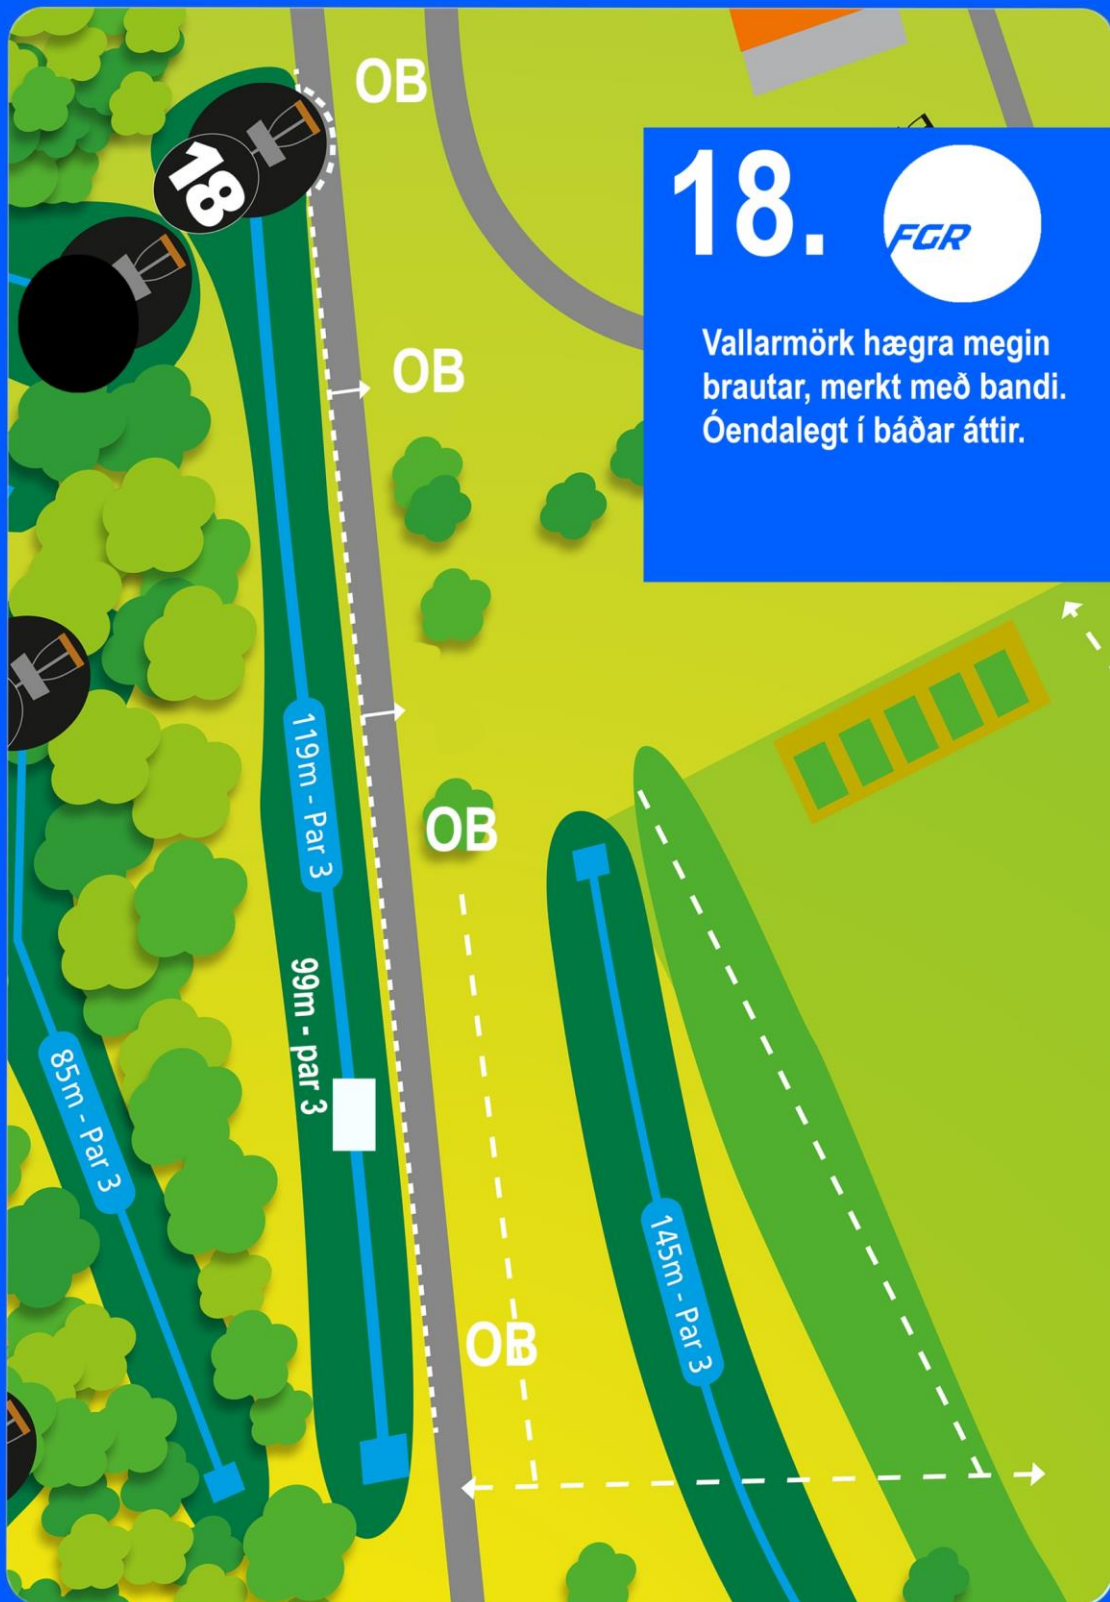 OB
18
18.
FGR
Vallarmörk hægra megin
brautar, merkt með bandi.
Óendalegt í báðar áttir.
OB
119m - Par 3
OB
99m - par 3
85m - Par 3
145m - Par 3
OB